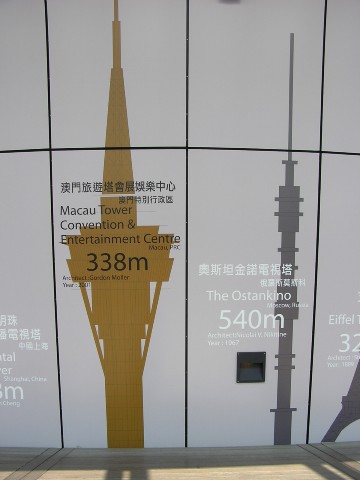 澳門旅遊塔會展娛樂中心
澳門特別行政區
Macau Tower
Convention &
Entertainment Centre
Macau, PRC
338m
Architect: Gordon Moller
Year : 2001
奧斯坦金諾電視塔
俄羅斯莫斯科
The Ostankino
Moscow, Russia
540m
Year : 1967
明珠
電視塔
中國上海
Shanghai, China
Eiffel T
Year : 1889